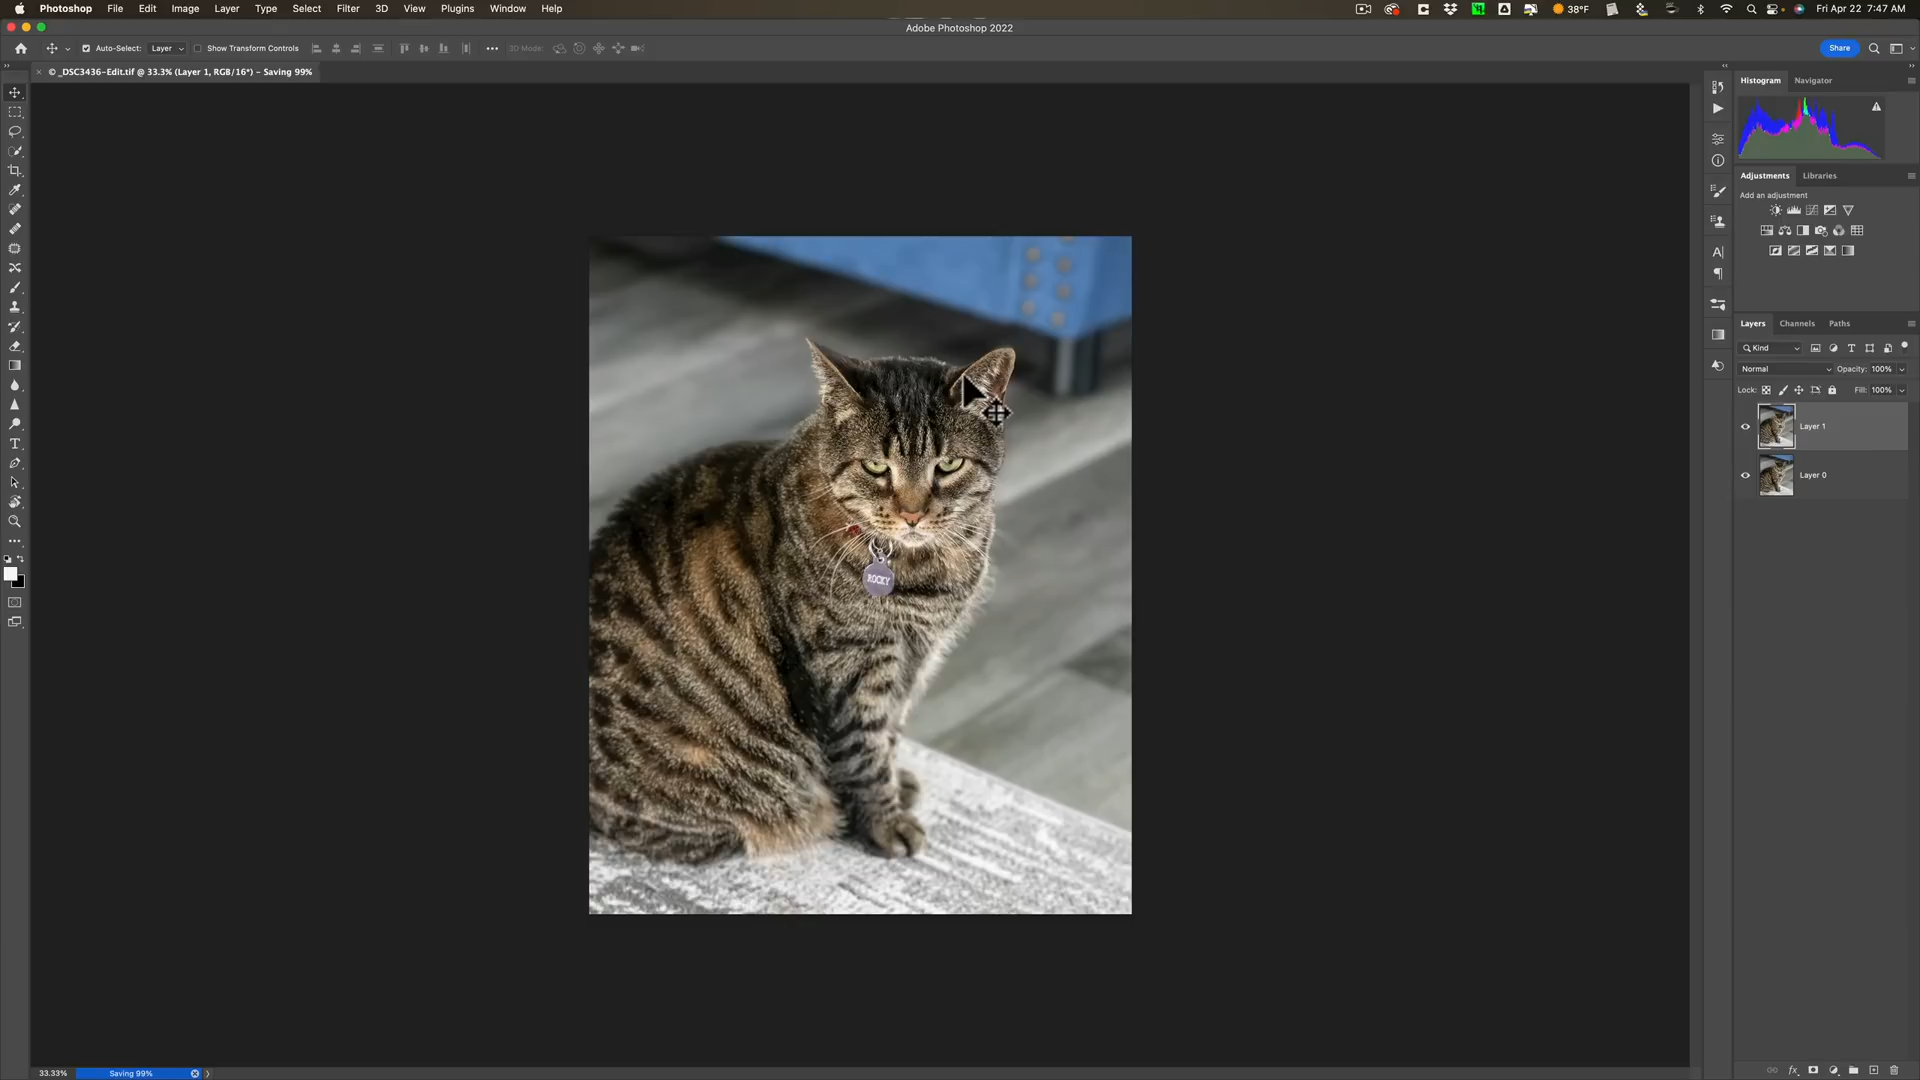 Photoshop File Edit Image Layer Type Select Filter 3D View Plugins Window Help 38°F Fri Apr 22 7:47 AM
Adobe Photoshop 2022
Auto-Select: Layer Show Transform Controls 3D Mode: Share
© _DSC3436-Edit.tif @ 33.3% (Layer 1, RGB/16*) – Saving 99%
Histogram Navigator
Adjustments Libraries
Add an adjustment
Layers Channels Paths
Kind
Normal Opacity: 100%
Lock: Fill: 100%
Layer 1
Layer 0
ROCKY
33.33% Saving 99%